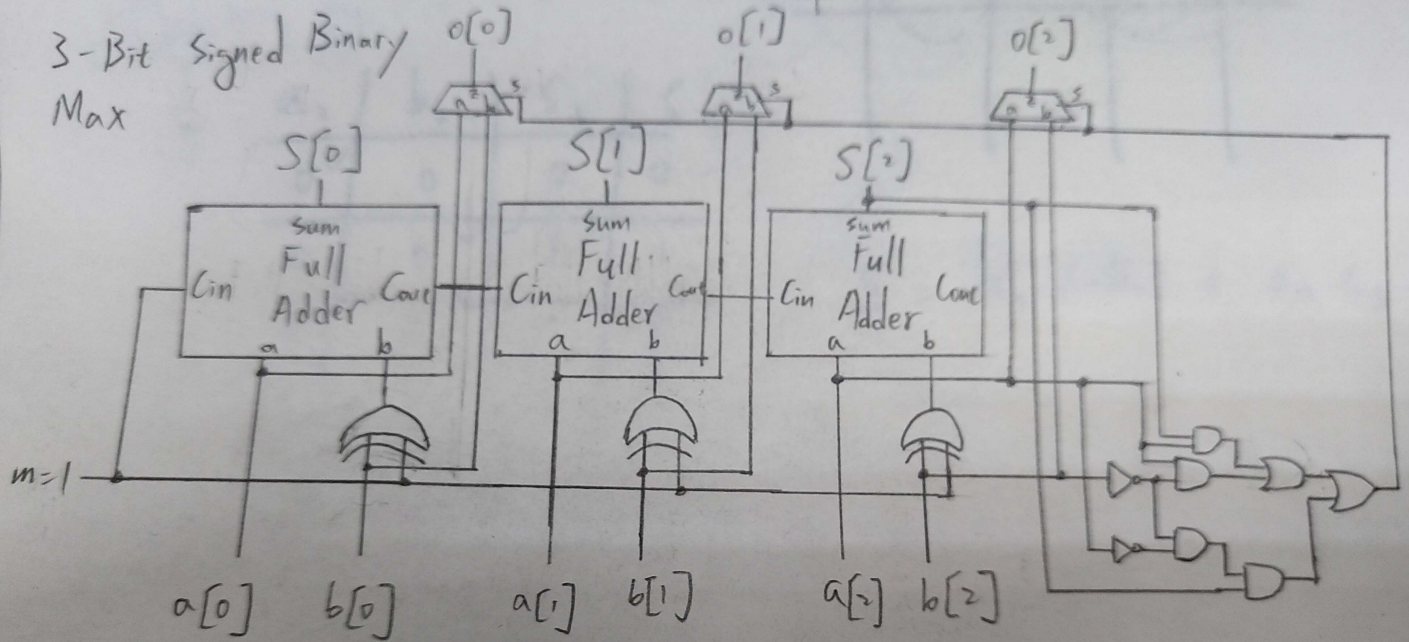 3-Bit Signed Binary
Max
o[0] o[1] o[2]
a z b s a z b s a z b s
S[0] S[1] S[2]
Sum Sum Sum
Full Full Full
Cin Adder Cout Cin Adder Cout Cin Adder Cout
a b a b a b
m=1
a[0] b[0] a[1] b[1] a[2] b[2]